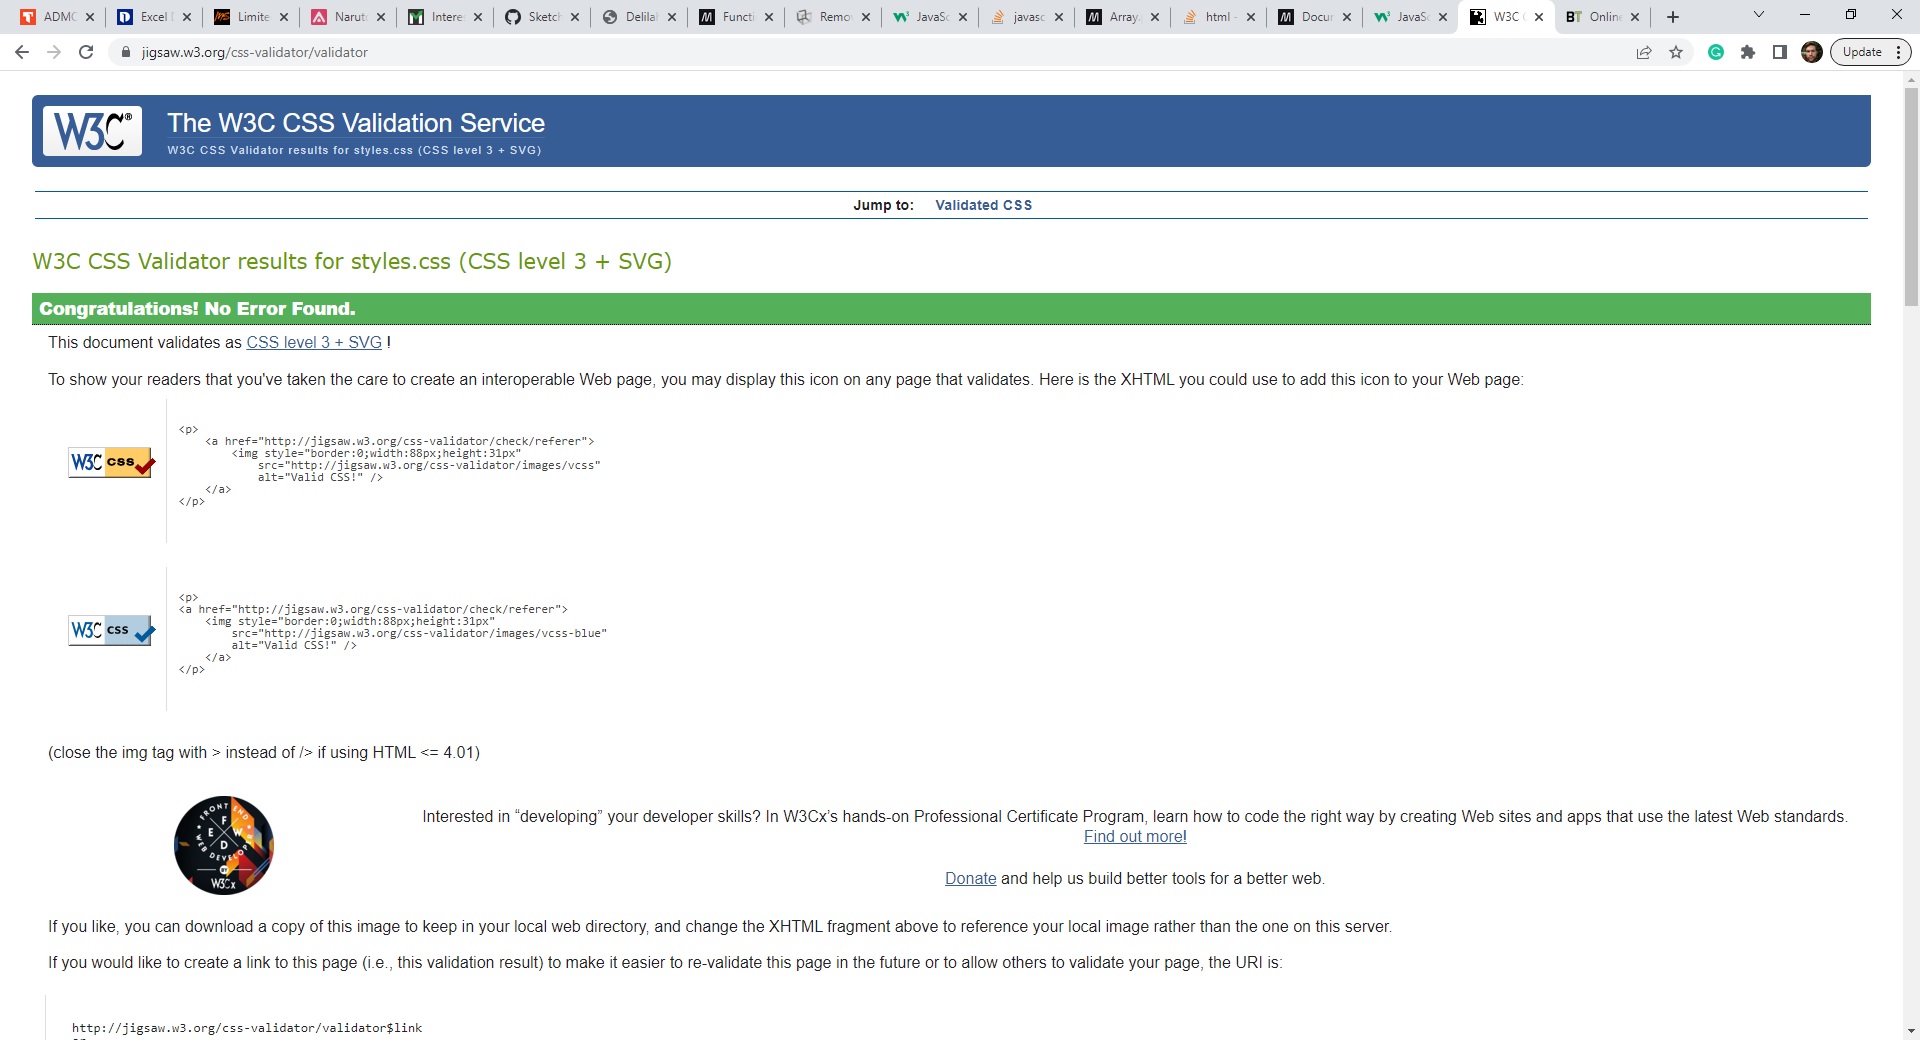 ADMC
Excel
Limite
Naruto
Intere
Sketch
Delilah
Functi
Remov
JavaSc
javasc
Array.
html -
Docum
JavaSc
W3C C
Online
jigsaw.w3.org/css-validator/validator
Update
W3C®
The W3C CSS Validation Service
W3C CSS Validator results for styles.css (CSS level 3 + SVG)
Jump to: Validated CSS
W3C CSS Validator results for styles.css (CSS level 3 + SVG)
Congratulations! No Error Found.
This document validates as CSS level 3 + SVG !
To show your readers that you've taken the care to create an interoperable Web page, you may display this icon on any page that validates. Here is the XHTML you could use to add this icon to your Web page:
W3C CSS
<p>
<a href="http://jigsaw.w3.org/css-validator/check/referer">
<img style="border:0;width:88px;height:31px"
src="http://jigsaw.w3.org/css-validator/images/vcss"
alt="Valid CSS!" />
</a>
</p>
W3C CSS
<p>
<a href="http://jigsaw.w3.org/css-validator/check/referer">
<img style="border:0;width:88px;height:31px"
src="http://jigsaw.w3.org/css-validator/images/vcss-blue"
alt="Valid CSS!" />
</a>
</p>
(close the img tag with > instead of /> if using HTML <= 4.01)
FRONT END
F E W D
WEB DEVELOPER
W3Cx
Interested in “developing” your developer skills? In W3Cx’s hands-on Professional Certificate Program, learn how to code the right way by creating Web sites and apps that use the latest Web standards.
Find out more!
Donate and help us build better tools for a better web.
If you like, you can download a copy of this image to keep in your local web directory, and change the XHTML fragment above to reference your local image rather than the one on this server.
If you would like to create a link to this page (i.e., this validation result) to make it easier to re-validate this page in the future or to allow others to validate your page, the URI is:
http://jigsaw.w3.org/css-validator/validator$link